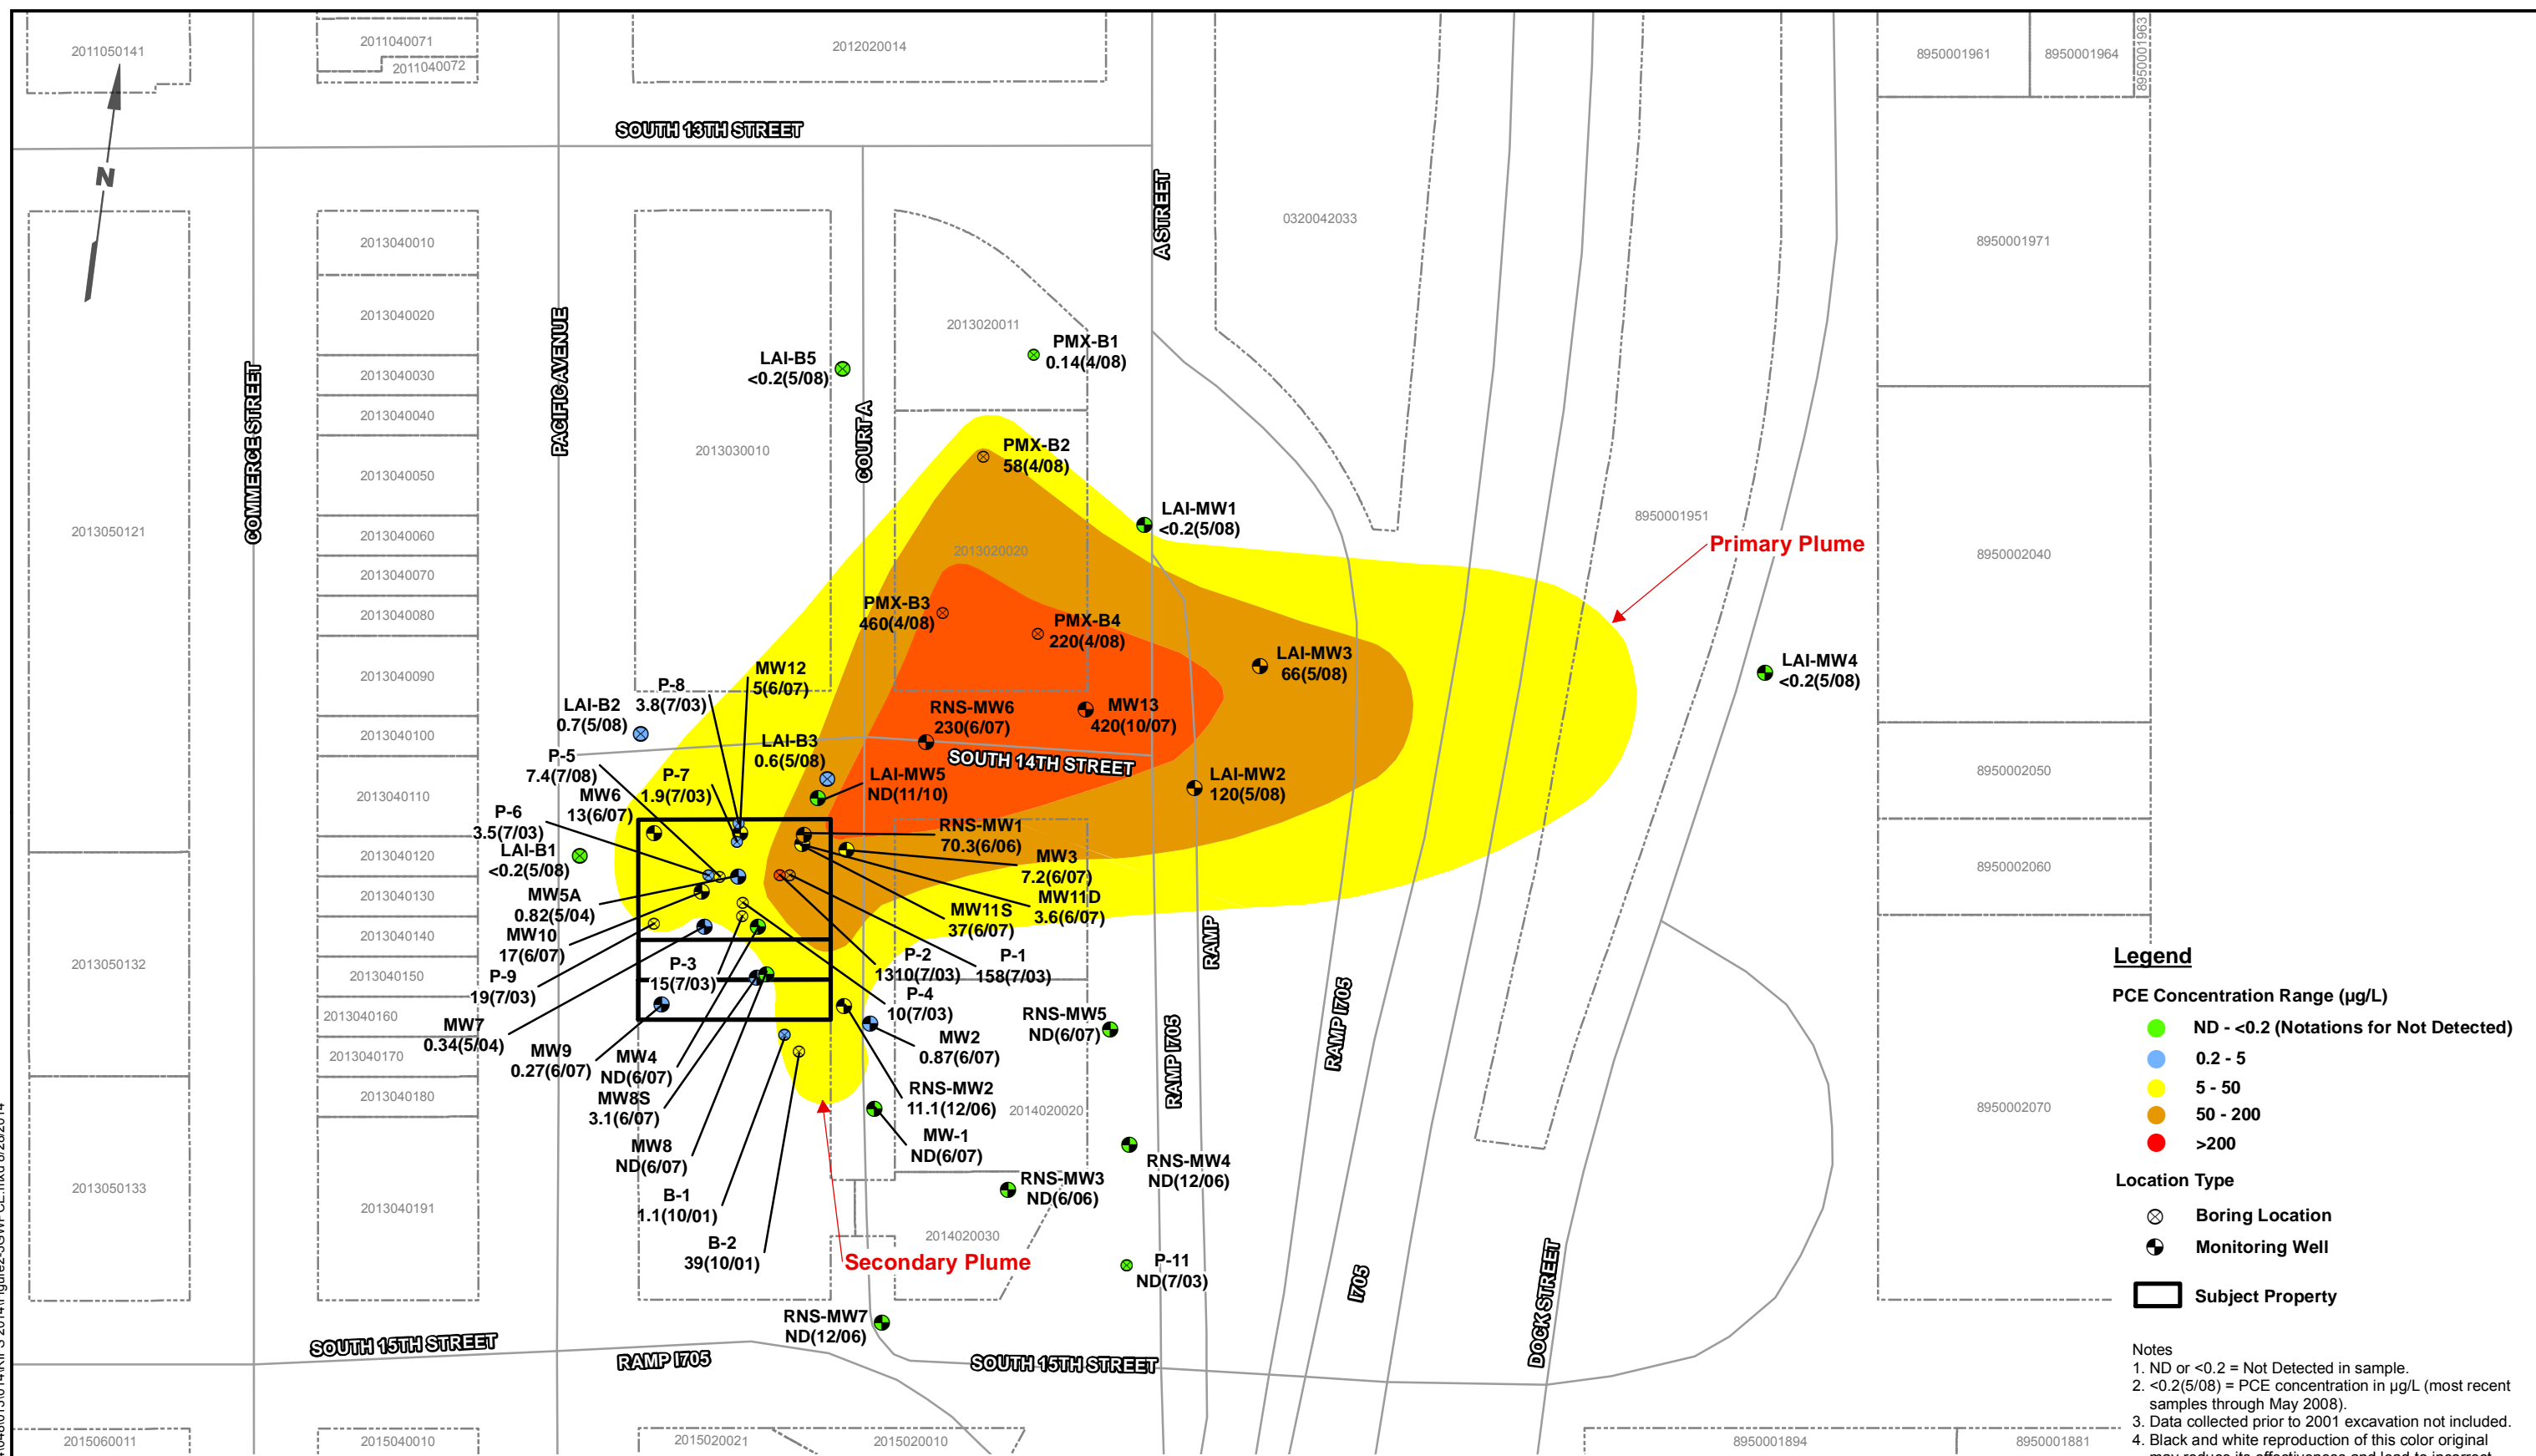 2011050141
2011040071
2011040072
2012020014
8950001961
8950001964
8950001963
SOUTH 13TH STREET
N
A STREET
0320042033
2013040010
8950001971
2013040020
PACIFIC AVENUE
2013020011
PMX-B1
0.14(4/08)
LAI-B5
<0.2(5/08)
COMMERCE STREET
2013040030
2013040040
COURT A
2013030010
PMX-B2
58(4/08)
2013040050
LAI-MW1
<0.2(5/08)
8950001951
2013050121
2013040060
2013020020
Primary Plume
8950002040
2013040070
PMX-B3
460(4/08)
2013040080
PMX-B4
220(4/08)
LAI-MW3
66(5/08)
LAI-MW4
<0.2(5/08)
2013040090
MW12
5(6/07)
P-8
3.8(7/03)
LAI-B2
0.7(5/08)
RNS-MW6
230(6/07)
MW13
420(10/07)
2013040100
LAI-B3
0.6(5/08)
SOUTH 14TH STREET
P-5
7.4(7/08)
P-7
1.9(7/03)
LAI-MW5
ND(11/10)
LAI-MW2
120(5/08)
8950002050
MW6
13(6/07)
2013040110
P-6
3.5(7/03)
RNS-MW1
70.3(6/06)
LAI-B1
<0.2(5/08)
2013040120
MW3
7.2(6/07)
8950002060
MW5A
0.82(5/04)
2013040130
MW11D
3.6(6/07)
MW11S
37(6/07)
MW10
17(6/07)
2013040140
RAMP
2013050132
P-9
19(7/03)
2013040150
P-3
15(7/03)
P-2
1310(7/03)
P-1
158(7/03)
P-4
10(7/03)
2013040160
MW7
0.34(5/04)
RNS-MW5
ND(6/07)
MW2
0.87(6/07)
RAMP I705
RAMP I705
2013040170
MW9
0.27(6/07)
MW4
ND(6/07)
2013040180
MW8S
3.1(6/07)
RNS-MW2
11.1(12/06)
2014020020
8950002070
MW8
ND(6/07)
MW-1
ND(6/07)
RNS-MW4
ND(12/06)
2013050133
2013040191
RNS-MW3
ND(6/06)
B-1
1.1(10/01)
B-2
39(10/01)
2014020030
Secondary Plume
P-11
ND(7/03)
I705
DOCK STREET
RNS-MW7
ND(12/06)
SOUTH 15TH STREET
RAMP I705
SOUTH 15TH STREET
2015060011
2015040010
2015020021
2015020010
8950001894
8950001881
Legend
PCE Concentration Range (µg/L)
ND - <0.2 (Notations for Not Detected)
0.2 - 5
5 - 50
50 - 200
>200
Location Type
Boring Location
Monitoring Well
Subject Property
Notes
1. ND or <0.2 = Not Detected in sample.
2. <0.2(5/08) = PCE concentration in µg/L (most recent
samples through May 2008).
3. Data collected prior to 2001 excavation not included.
4. Black and white reproduction of this color original
may reduce its effectiveness and lead to incorrect